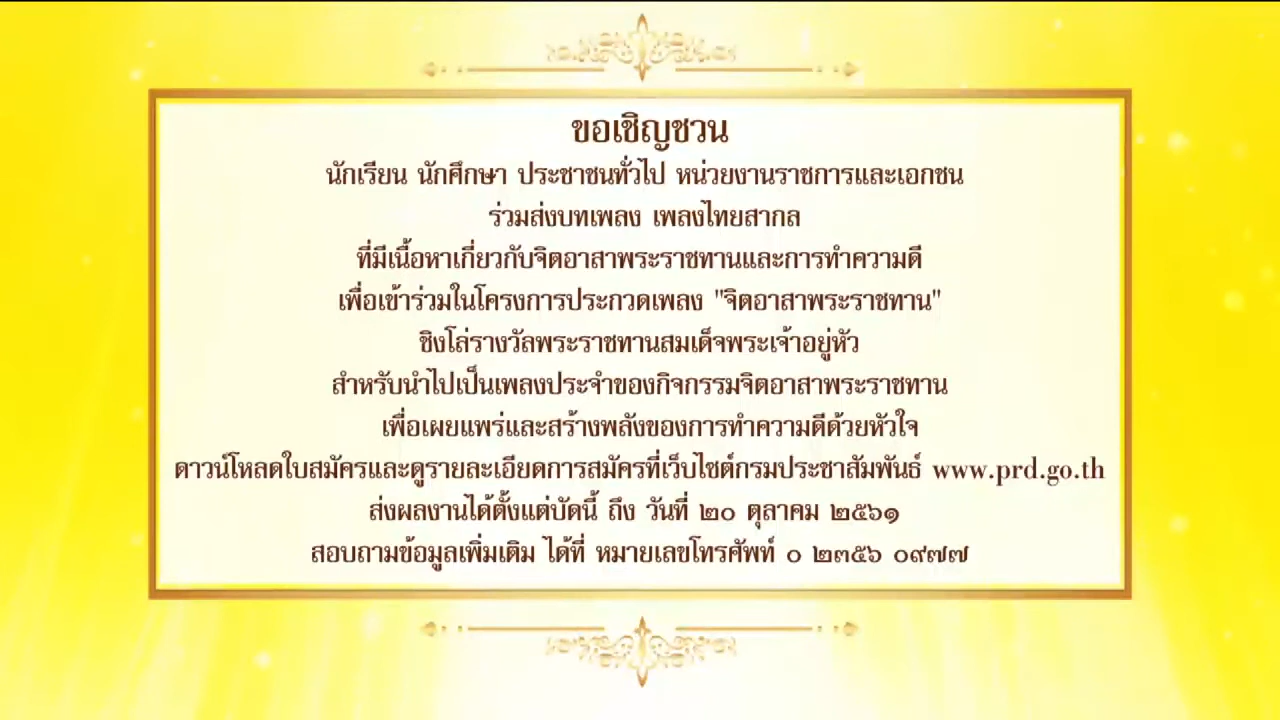 ขอเชิญชวน
นักเรียน นักศึกษา ประชาชนทั่วไป หน่วยงานราชการและเอกชน
ร่วมส่งบทเพลง เพลงไทยสากล
ที่มีเนื้อหาเกี่ยวกับจิตอาสาพระราชทานและการทำความดี
เพื่อเข้าร่วมในโครงการประกวดเพลง "จิตอาสาพระราชทาน"
ชิงโล่รางวัลพระราชทานสมเด็จพระเจ้าอยู่หัว
สำหรับนำไปเป็นเพลงประจำของกิจกรรมจิตอาสาพระราชทาน
เพื่อเผยแพร่และสร้างพลังของการทำความดีด้วยหัวใจ
ดาวน์โหลดใบสมัครและดูรายละเอียดการสมัครที่เว็บไซต์กรมประชาสัมพันธ์ www.prd.go.th
ส่งผลงานได้ตั้งแต่บัดนี้ ถึง วันที่ ๒๐ ตุลาคม ๒๕๖๑
สอบถามข้อมูลเพิ่มเติม ได้ที่ หมายเลขโทรศัพท์ ๐ ๒๓๕๖ ๐๙๗๗